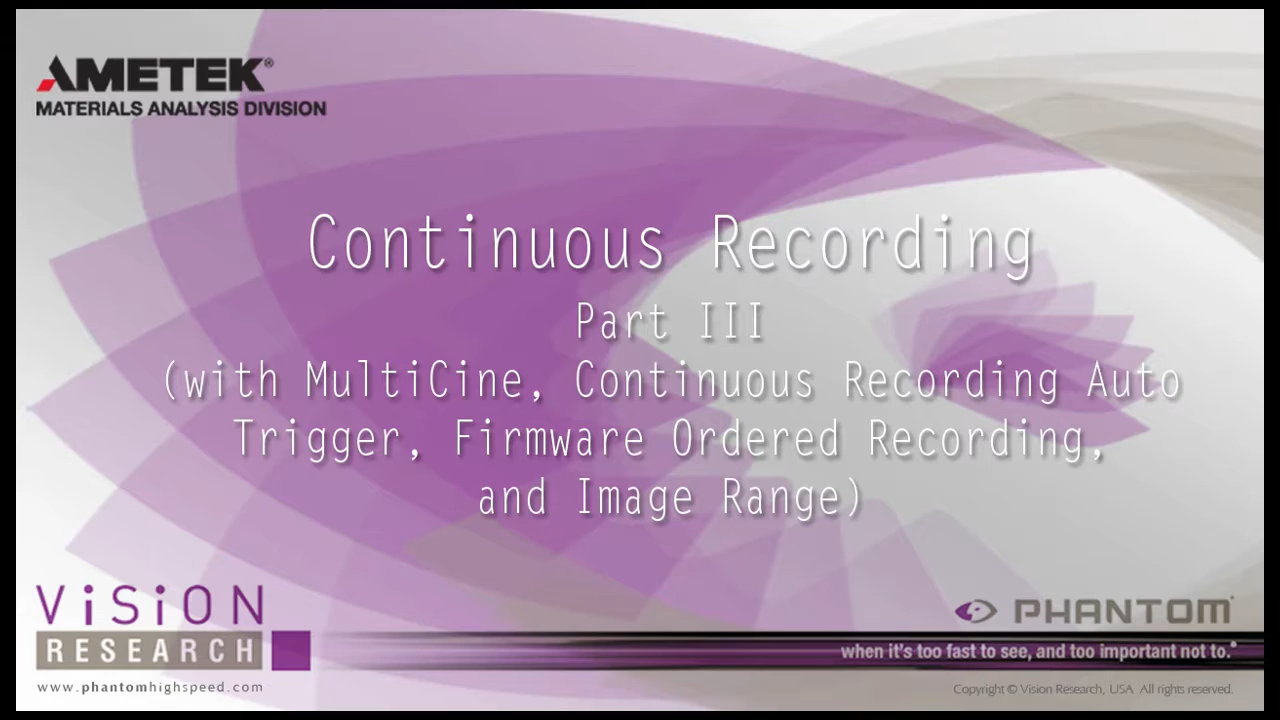 AMETEK®
MATERIALS ANALYSIS DIVISION
Continuous Recording
Part III
(with MultiCine, Continuous Recording Auto
Trigger, Firmware Ordered Recording,
and Image Range)
ViSiON
RESEARCH
www.phantomhighspeed.com
PHANTOM
when it's too fast to see, and too important not to.®
Copyright © Vision Research, USA All rights reserved.